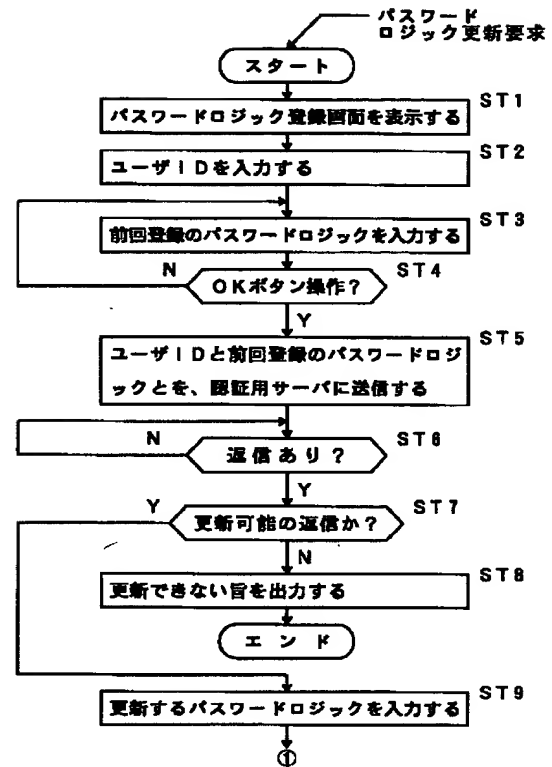 パスワード
ロジック更新要求
スタート
ST1
パスワードロジック登録画面を表示する
ST2
ユーザIDを入力する
ST3
前回登録のパスワードロジックを入力する
N
ST4
OKボタン操作?
Y
ST5
ユーザIDと前回登録のパスワードロジ
ックとを、認証用サーバに送信する
N
ST6
返信あり?
Y
Y
ST7
更新可能の返信か?
N
ST8
更新できない旨を出力する
エンド
ST9
更新するパスワードロジックを入力する
①